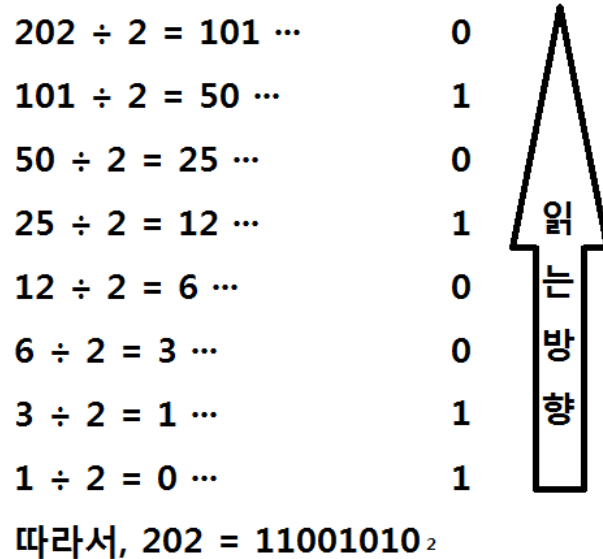 202 ÷ 2 = 101 ··· 0
101 ÷ 2 = 50 ··· 1
50 ÷ 2 = 25 ··· 0
25 ÷ 2 = 12 ··· 1
12 ÷ 2 = 6 ··· 0
6 ÷ 2 = 3 ··· 0
3 ÷ 2 = 1 ··· 1
1 ÷ 2 = 0 ··· 1
따라서, 202 = 11001010₂
읽
는
방
향